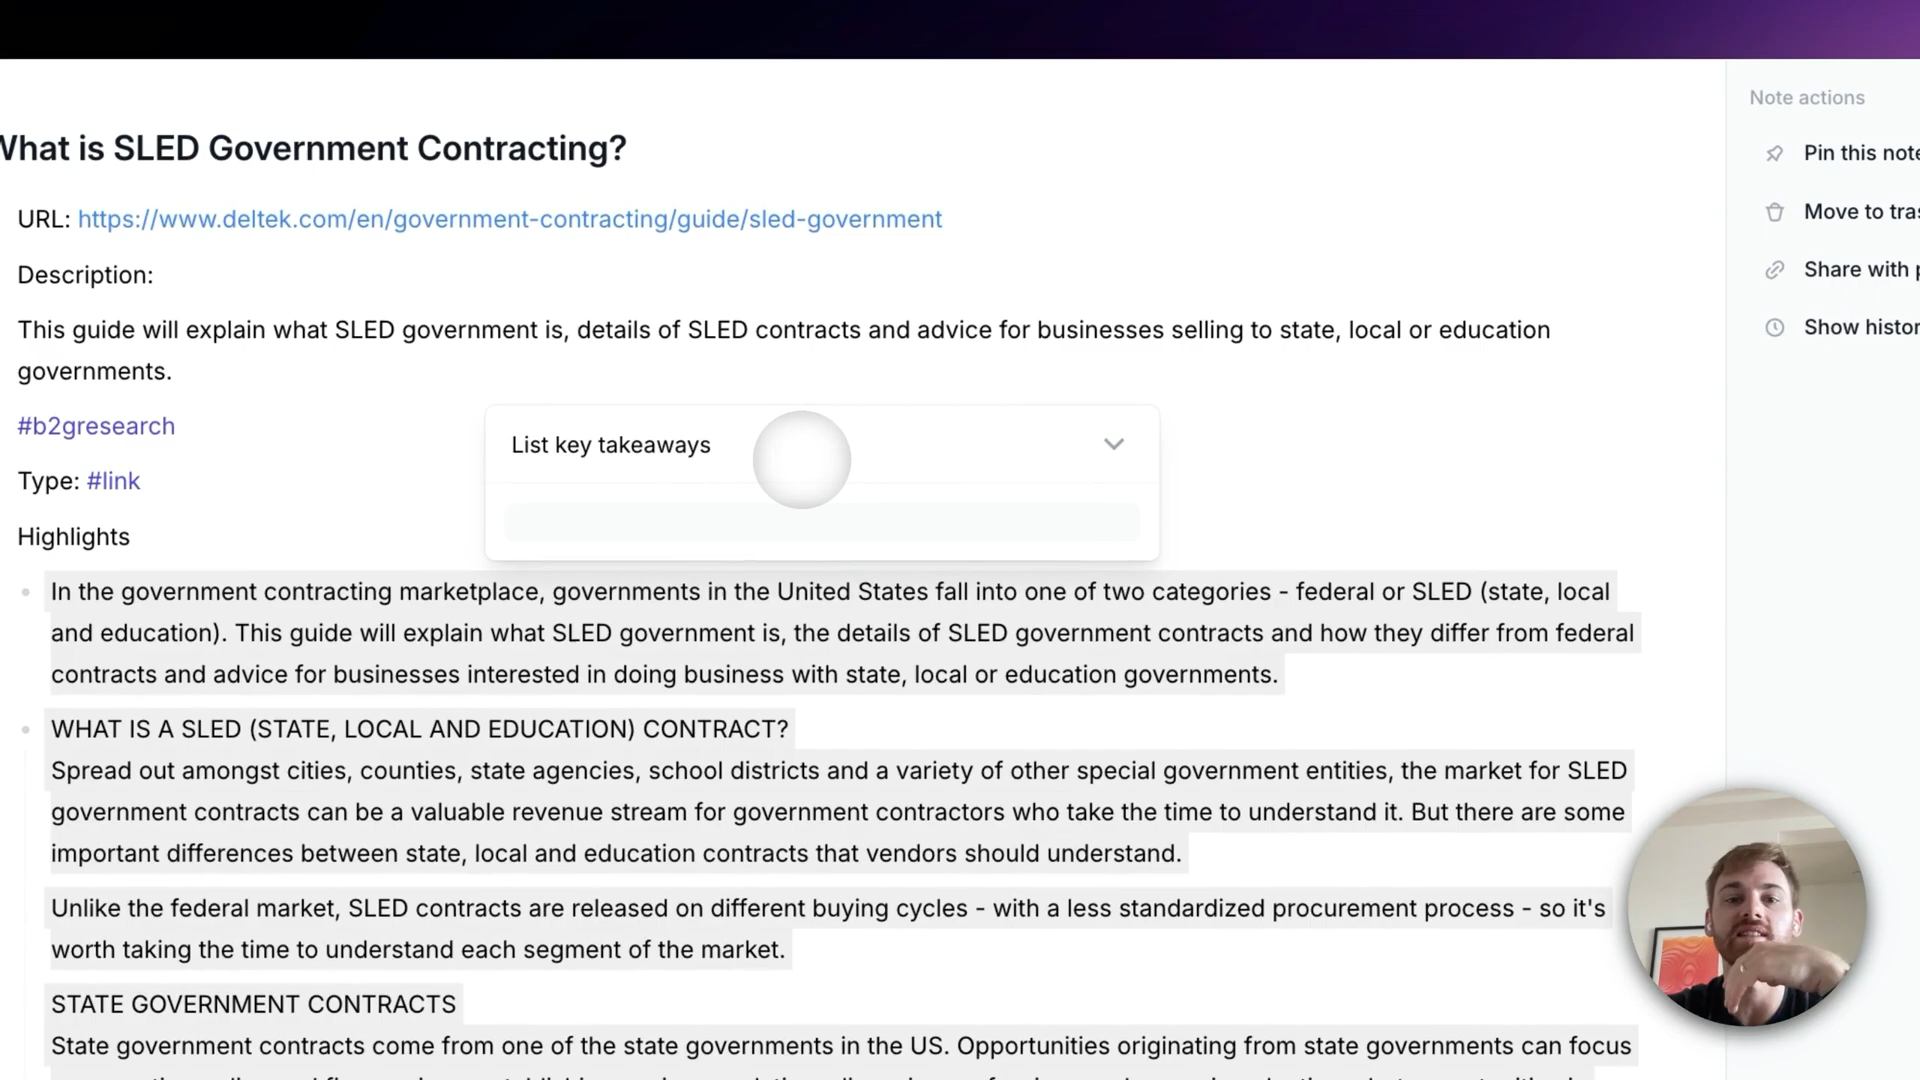 Note actions
What is SLED Government Contracting?
Pin this note
Move to tras
Share with p
Show histor
URL: https://www.deltek.com/en/government-contracting/guide/sled-government
Description:
This guide will explain what SLED government is, details of SLED contracts and advice for businesses selling to state, local or education
governments.
#b2gresearch
Type: #link
List key takeaways
Highlights
In the government contracting marketplace, governments in the United States fall into one of two categories - federal or SLED (state, local
and education). This guide will explain what SLED government is, the details of SLED government contracts and how they differ from federal
contracts and advice for businesses interested in doing business with state, local or education governments.
WHAT IS A SLED (STATE, LOCAL AND EDUCATION) CONTRACT?
Spread out amongst cities, counties, state agencies, school districts and a variety of other special government entities, the market for SLED
government contracts can be a valuable revenue stream for government contractors who take the time to understand it. But there are some
important differences between state, local and education contracts that vendors should understand.
Unlike the federal market, SLED contracts are released on different buying cycles - with a less standardized procurement process - so it's
worth taking the time to understand each segment of the market.
STATE GOVERNMENT CONTRACTS
State government contracts come from one of the state governments in the US. Opportunities originating from state governments can focus